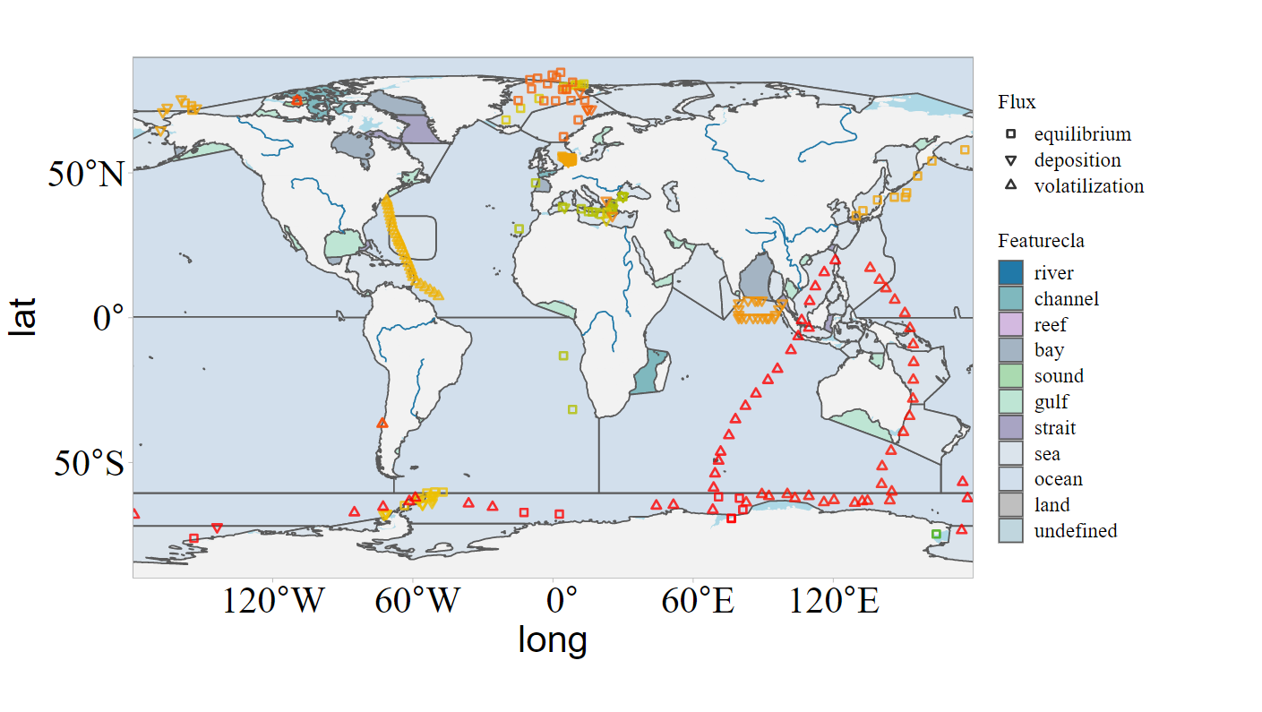 Flux
equilibrium
deposition
volatilization
Featurecla
river
channel
reef
bay
sound
gulf
strait
sea
ocean
land
undefined
50°N
0°
50°S
lat
120°W 60°W 0° 60°E 120°E
long